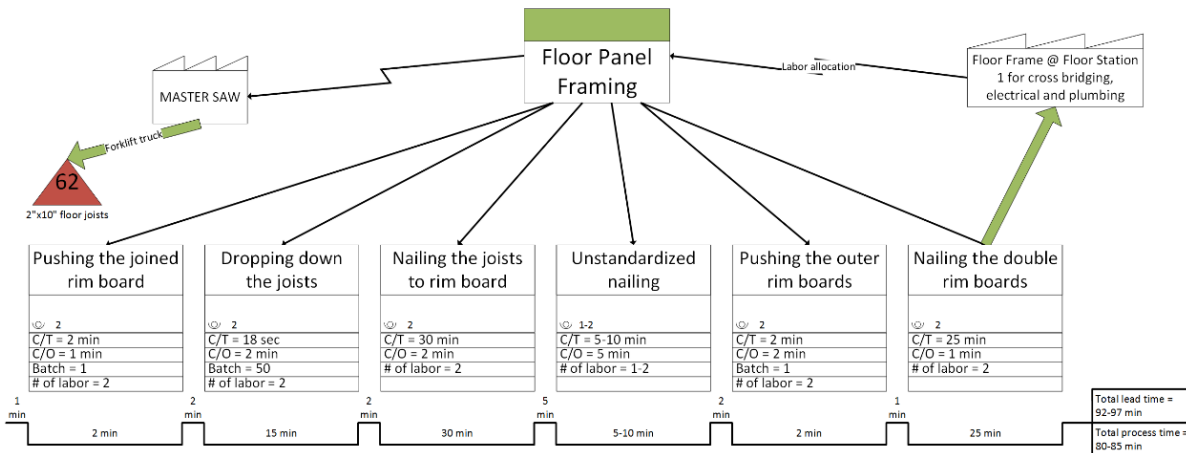 Floor Panel
Framing
MASTER SAW
Forklift truck
62
2"x10" floor joists
Labor allocation
Floor Frame @ Floor Station
1 for cross bridging,
electrical and plumbing
Pushing the joined
rim board
2
C/T = 2 min
C/O = 1 min
Batch = 1
# of labor = 2
Dropping down
the joists
2
C/T = 18 sec
C/O = 2 min
Batch = 50
# of labor = 2
Nailing the joists
to rim board
2
C/T = 30 min
C/O = 2 min
# of labor = 2
Unstandardized
nailing
1-2
C/T = 5-10 min
C/O = 5 min
# of labor = 1-2
Pushing the outer
rim boards
2
C/T = 2 min
C/O = 2 min
Batch = 1
# of labor = 2
Nailing the double
rim boards
2
C/T = 25 min
C/O = 1 min
# of labor = 2
1
min
2 min
2
min
15 min
2
min
30 min
5
min
5-10 min
2
min
2 min
1
min
25 min
Total lead time =
92-97 min
Total process time =
80-85 min